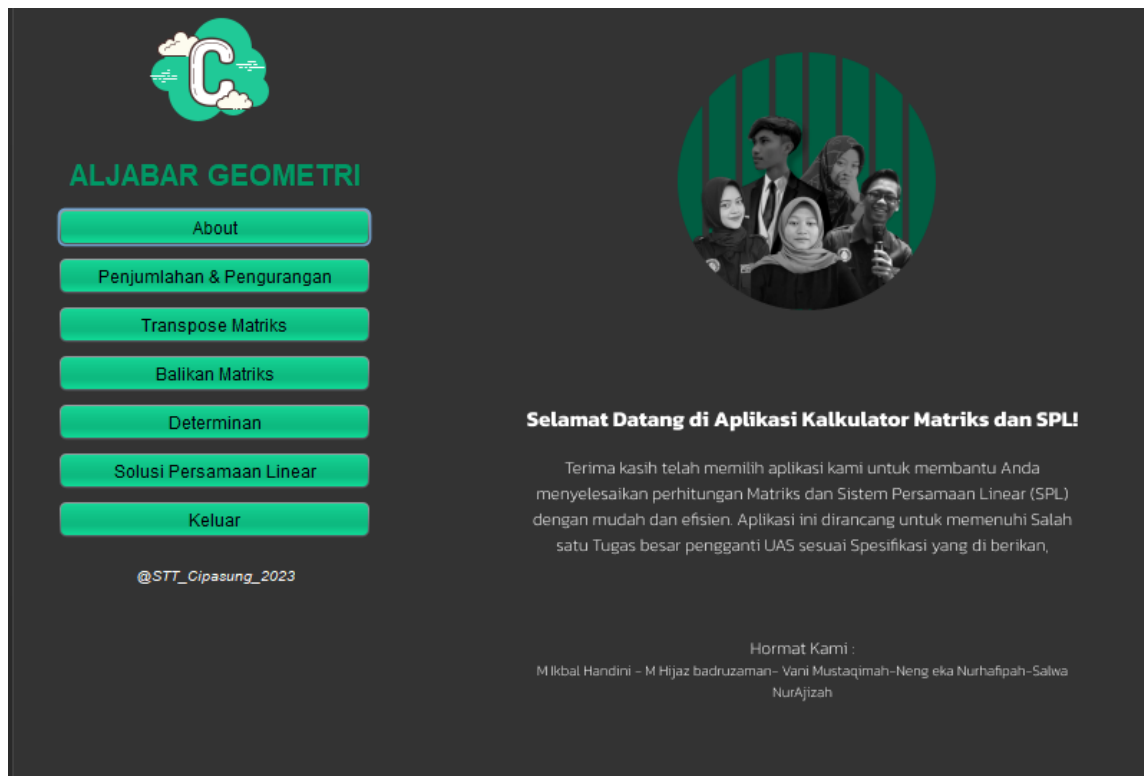 C
ALJABAR GEOMETRI
About
Penjumlahan & Pengurangan
Transpose Matriks
Balikan Matriks
Determinan
Solusi Persamaan Linear
Keluar
@STT_Cipasung_2023
Selamat Datang di Aplikasi Kalkulator Matriks dan SPL!
Terima kasih telah memilih aplikasi kami untuk membantu Anda
menyelesaikan perhitungan Matriks dan Sistem Persamaan Linear (SPL)
dengan mudah dan efisien. Aplikasi ini dirancang untuk memenuhi Salah
satu Tugas besar pengganti UAS sesuai Spesifikasi yang di berikan,
Hormat Kami :
M Ikbal Handini - M Hijaz badruzaman- Vani Mustaqimah-Neng eka Nurhafipah-Salwa
NurAjizah